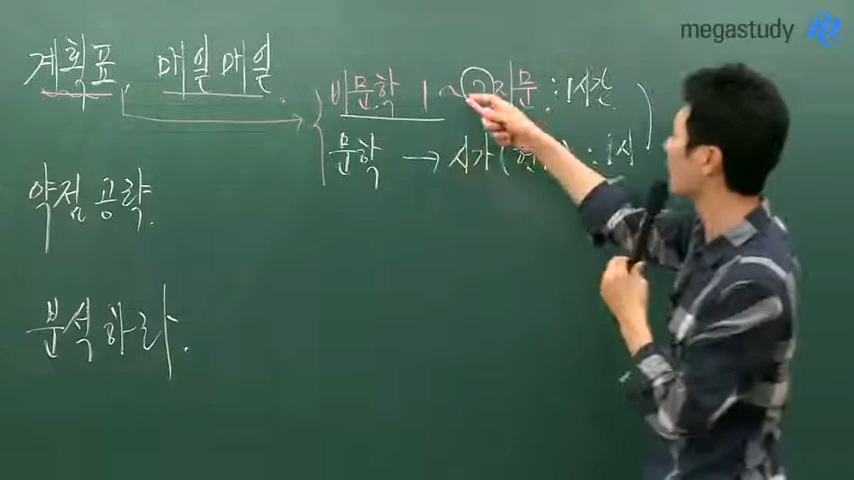 megastudy
계획표 매일매일
비문학 1 ~ 2지문 : 1시간
문학 → 시가( : 1시
약점 공략.
분석하라.